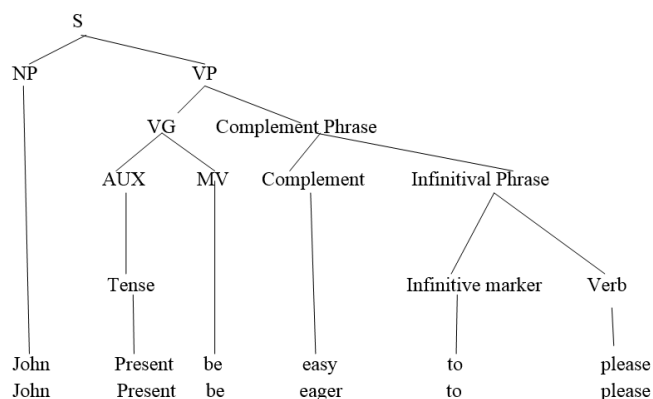 S
NP VP
VG Complement Phrase
AUX MV Complement Infinitival Phrase
Tense Infinitive marker Verb
John Present be easy to please
John Present be eager to please